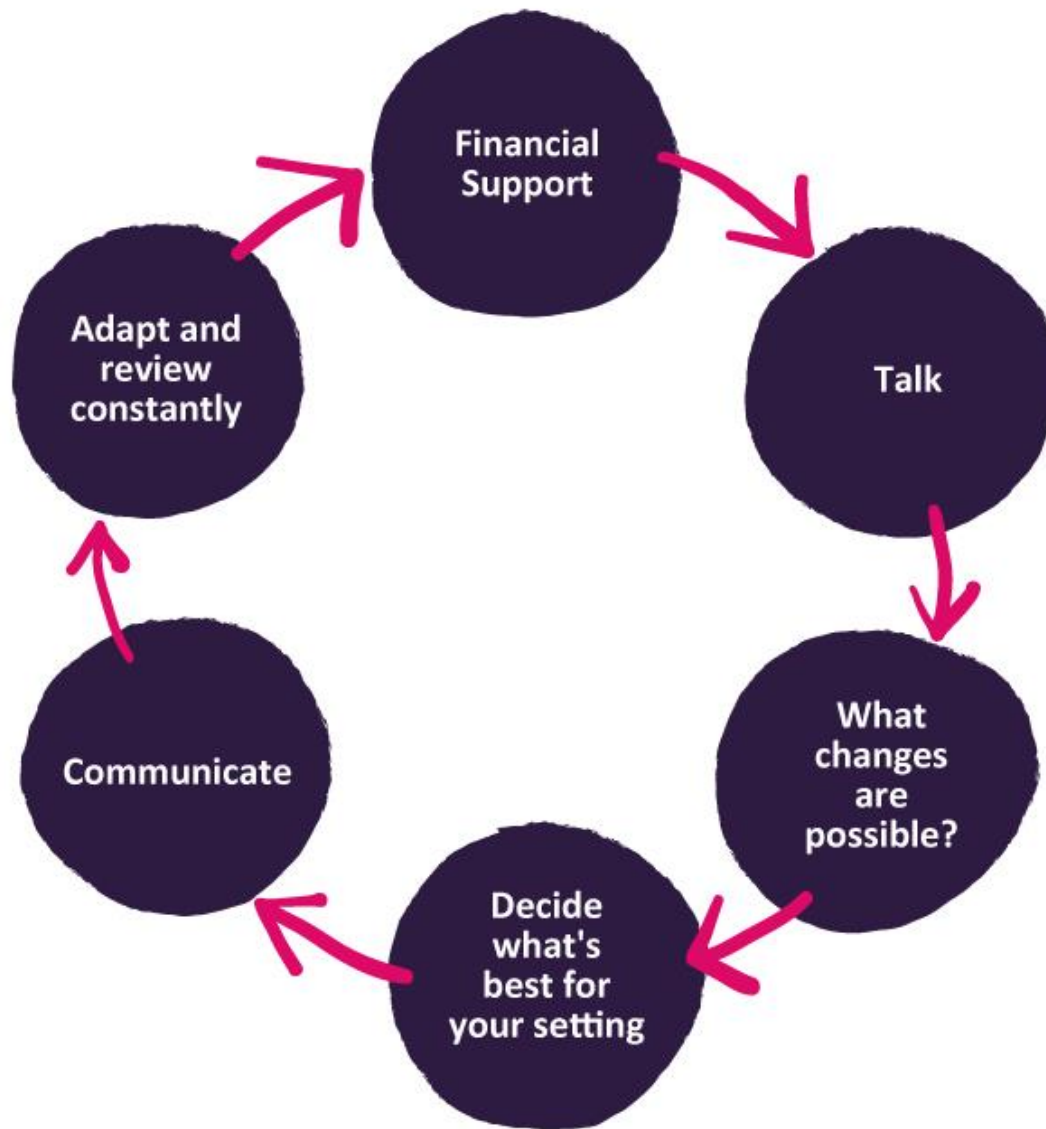 Financial
Support
Talk
What
changes
are
possible?
Decide
what's
best for
your setting
Communicate
Adapt and
review
constantly